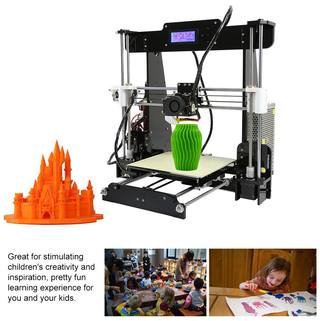 Great for stimulating
children's creativity and
inspiration, pretty fun
learning experience for
you and your kids.